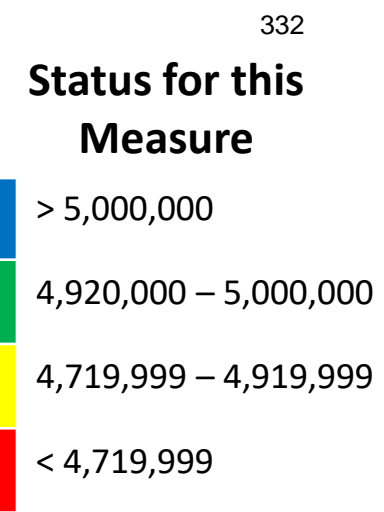 332
Status for this
Measure
> 5,000,000
4,920,000 – 5,000,000
4,719,999 – 4,919,999
< 4,719,999